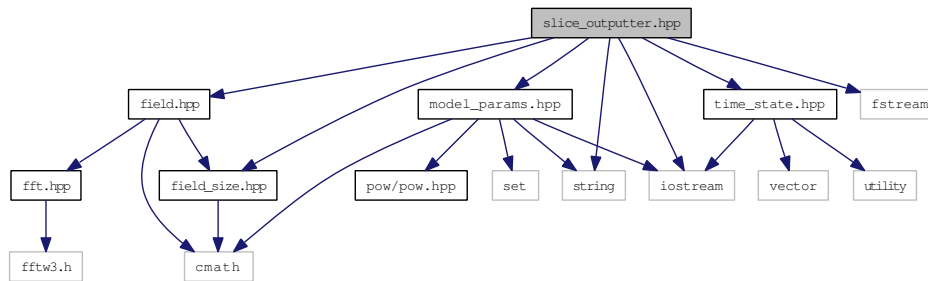 slice_outputter.hpp
field.hpp
model_params.hpp
time_state.hpp
fstream
fft.hpp
field_size.hpp
pow/pow.hpp
set
string
iostream
vector
utility
fftw3.h
cmath